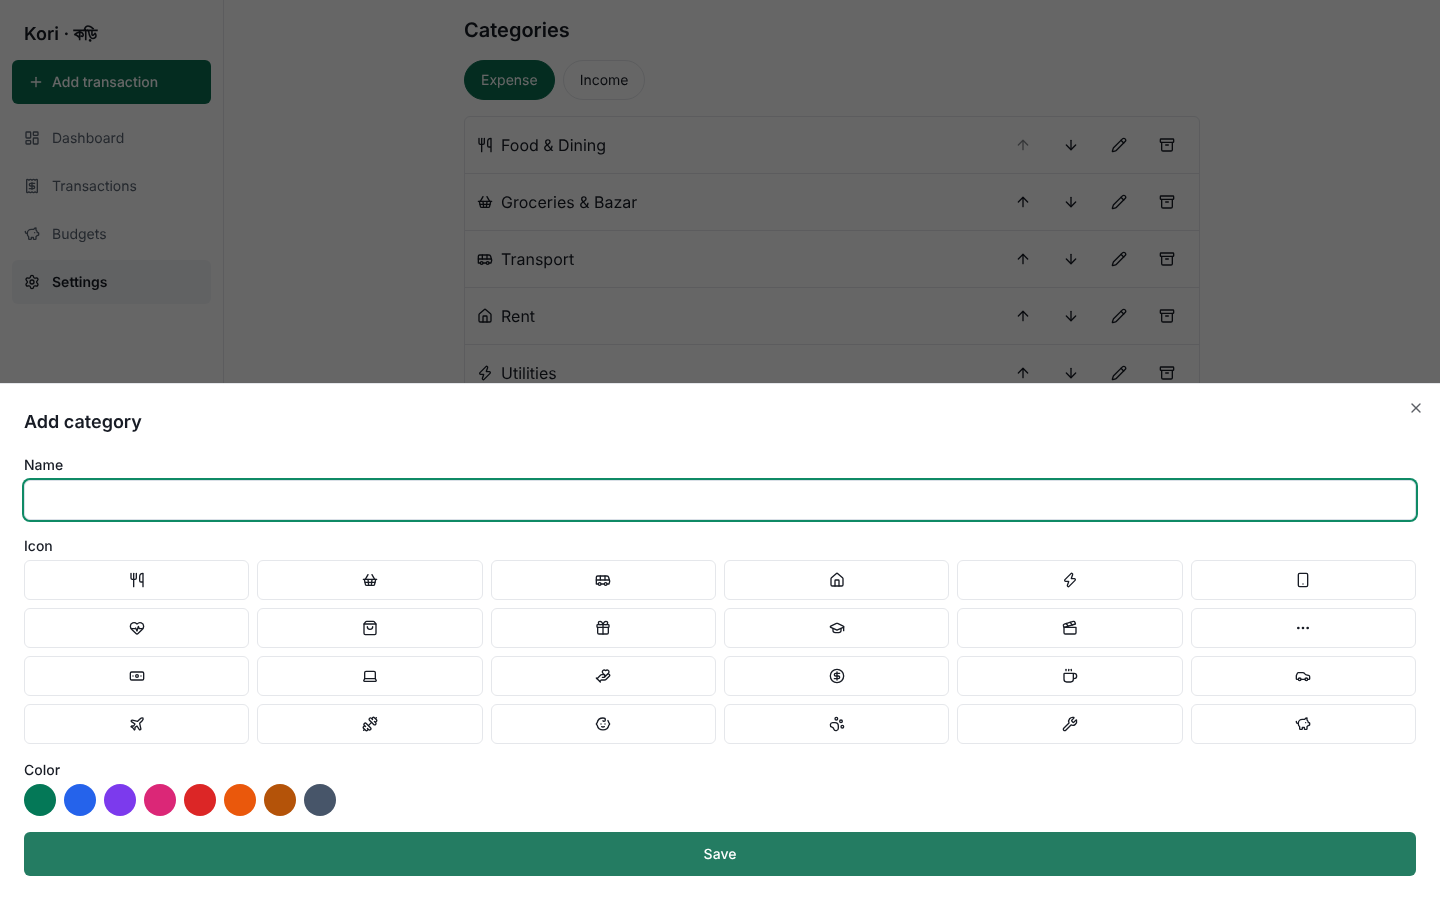 Kori · কড়ি
Add transaction
Dashboard
Transactions
Budgets
Settings
Categories
Expense
Income
Food & Dining
Groceries & Bazar
Transport
Rent
Utilities
Add category
Name
Icon
Color
Save